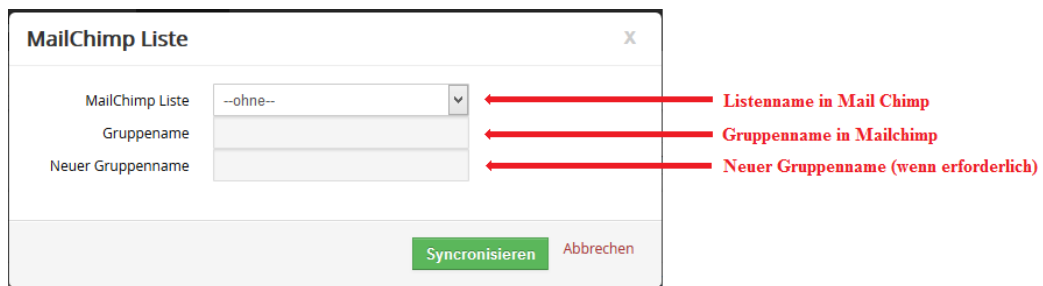 MailChimp Liste x
MailChimp Liste --ohne-- Listenname in Mail Chimp
Gruppename Gruppenname in Mailchimp
Neuer Gruppenname Neuer Gruppenname (wenn erforderlich)
Syncronisieren Abbrechen